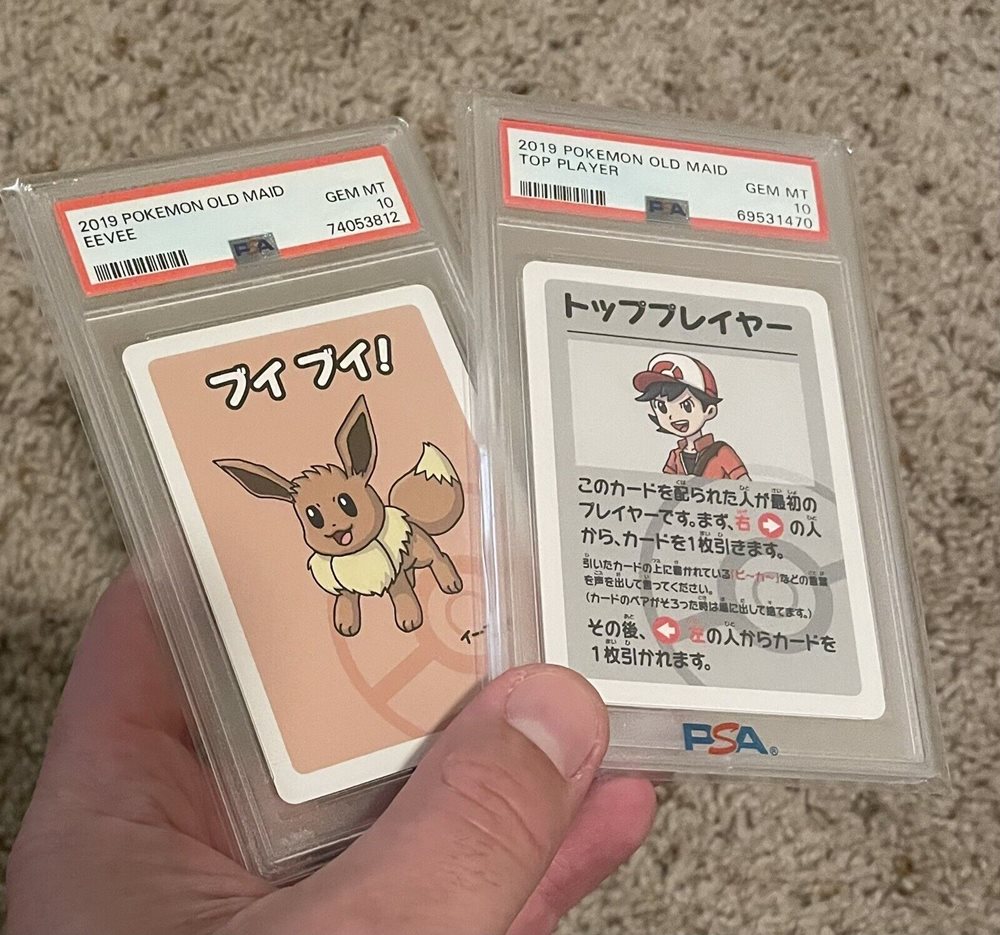 2019 POKEMON OLD MAID
EEVEE
GEM MT
10
74053812
PSA
ブイ ブイ!
2019 POKEMON OLD MAID
TOP PLAYER
GEM MT
10
69531470
PSA
トッププレイヤー
このカードを配られた人が最初の
プレイヤーです。まず、右 の人
から、カードを1枚引きます。
引いたカードの上に書かれている「ビ〜カ〜」などの言葉
を声を出して言ってください。
(カードのペアがそろった時は場に出して捨てます。)
その後、 左の人からカードを
1枚引かれます。
PSA®